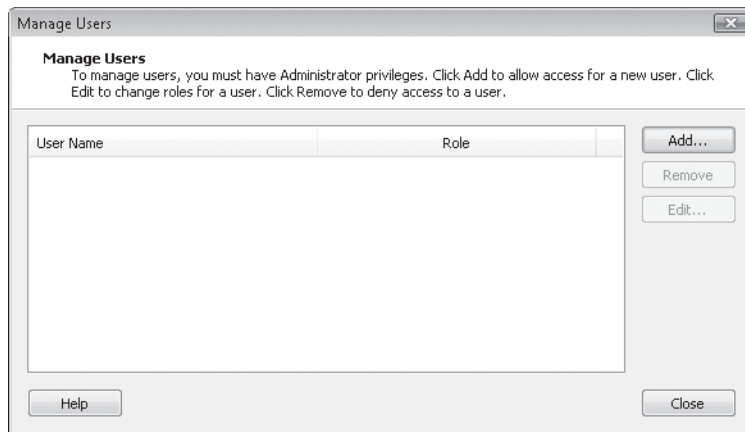 Manage Users
Manage Users
To manage users, you must have Administrator privileges. Click Add to allow access for a new user. Click
Edit to change roles for a user. Click Remove to deny access to a user.
User Name Role
Add...
Remove
Edit...
Help Close